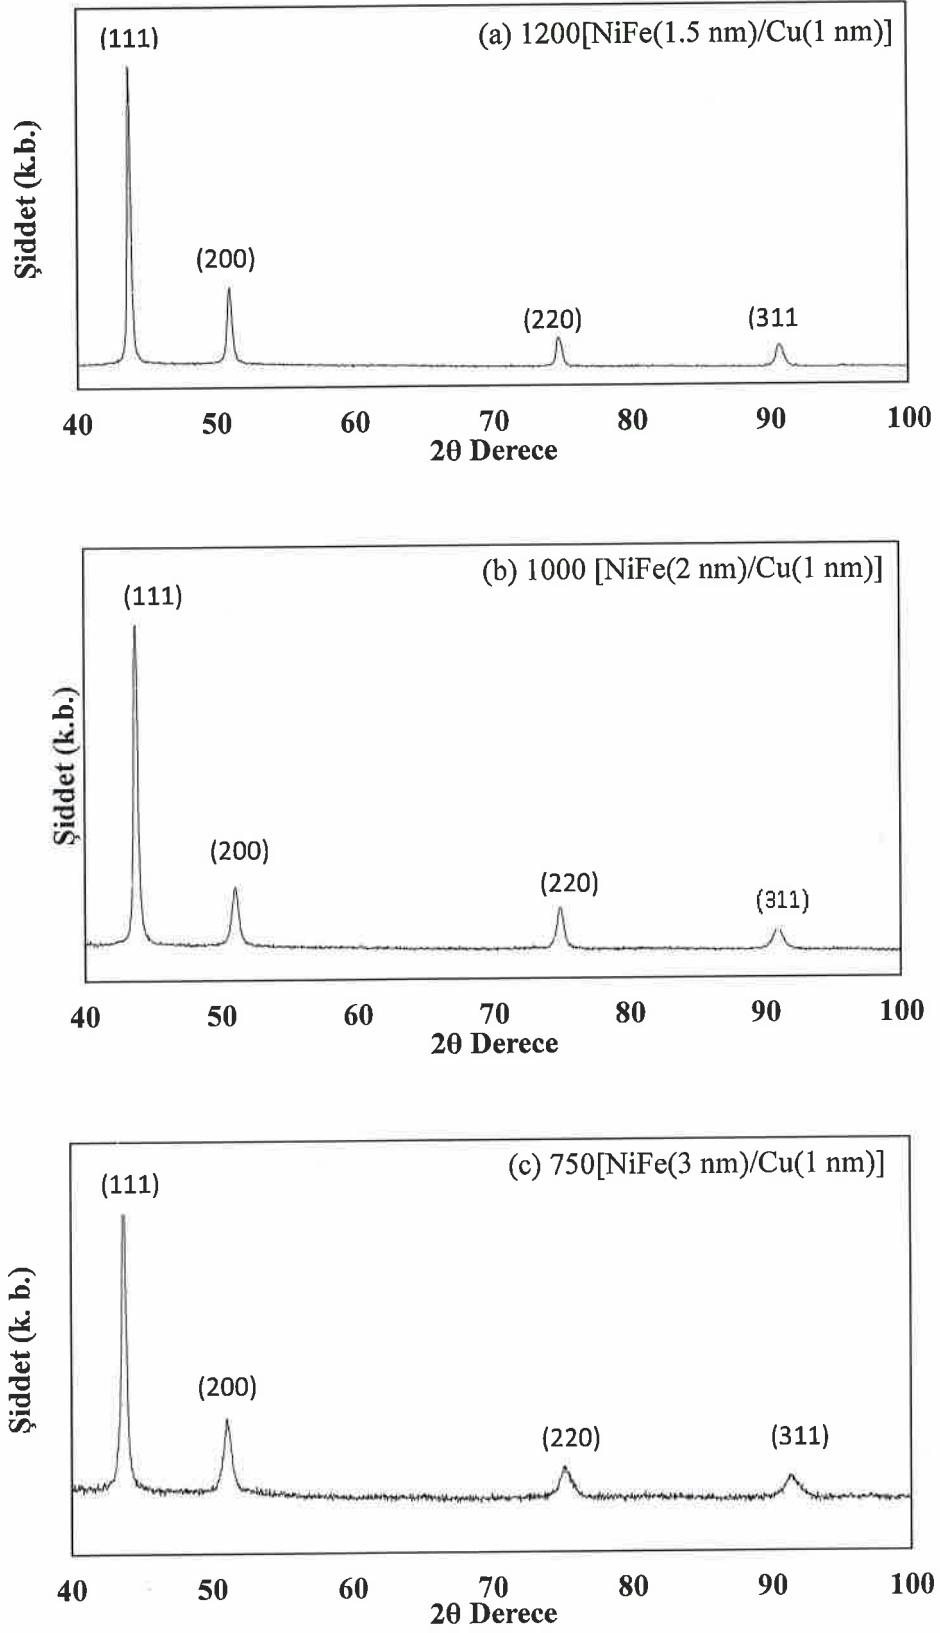 (a) 1200[NiFe(1.5 nm)/Cu(1 nm)]
(111)
(200)
(220)
(311
Şiddet (k.b.)
40 50 60 70 80 90 100
2θ Derece
(b) 1000 [NiFe(2 nm)/Cu(1 nm)]
(111)
(200)
(220)
(311)
Şiddet (k.b.)
40 50 60 70 80 90 100
2θ Derece
(c) 750[NiFe(3 nm)/Cu(1 nm)]
(111)
(200)
(220)
(311)
Şiddet (k. b.)
40 50 60 70 80 90 100
2θ Derece